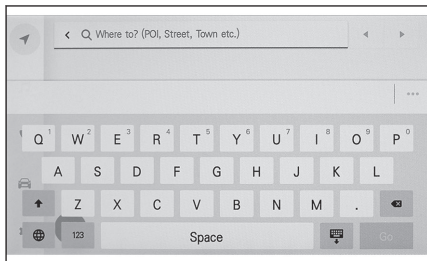 Where to? (POI, Street, Town etc.)
Q 1 W 2 E 3 R 4 T 5 Y 6 U 7 I 8 O 9 P 0
A S D F G H J K L
Z X C V B N M .
123 Space Go